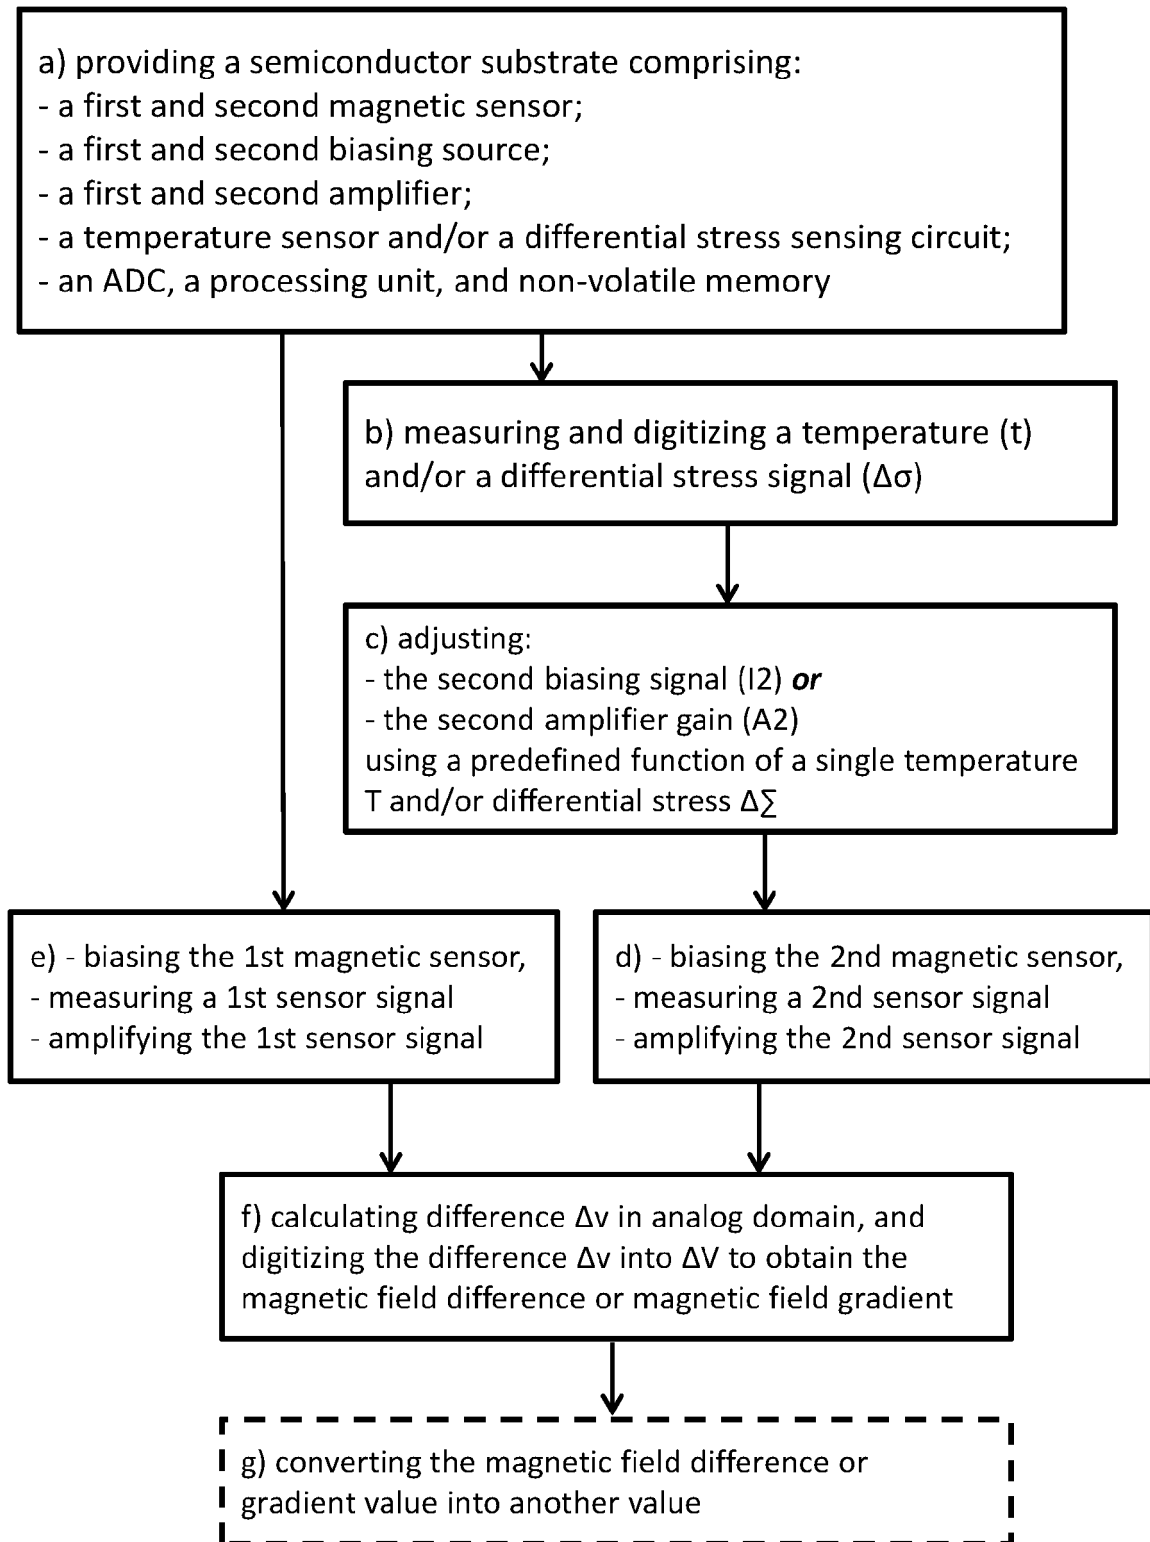 a) providing a semiconductor substrate comprising:
- a first and second magnetic sensor;
- a first and second biasing source;
- a first and second amplifier;
- a temperature sensor and/or a differential stress sensing circuit;
- an ADC, a processing unit, and non-volatile memory
b) measuring and digitizing a temperature (t)
and/or a differential stress signal (Δσ)
c) adjusting:
- the second biasing signal (I2) or
- the second amplifier gain (A2)
using a predefined function of a single temperature
T and/or differential stress Δ∑
e) - biasing the 1st magnetic sensor,
- measuring a 1st sensor signal
- amplifying the 1st sensor signal
d) - biasing the 2nd magnetic sensor,
- measuring a 2nd sensor signal
- amplifying the 2nd sensor signal
f) calculating difference Δv in analog domain, and
digitizing the difference Δv into ΔV to obtain the
magnetic field difference or magnetic field gradient
g) converting the magnetic field difference or
gradient value into another value